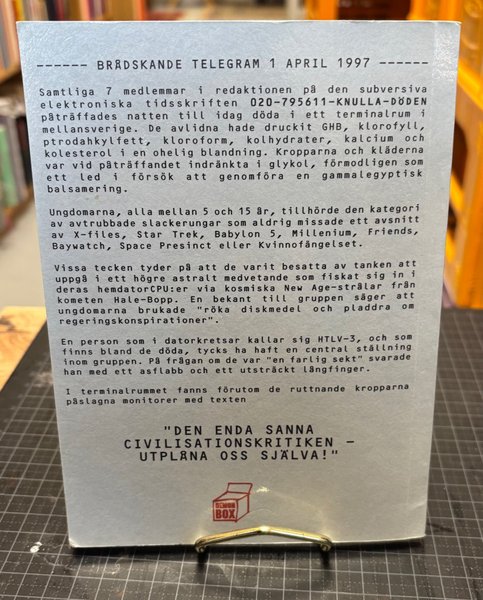 ------ BRÅDSKANDE TELEGRAM 1 APRIL 1997 ------
Samtliga 7 medlemmar i redaktionen på den subversiva
elektroniska tidsskriften O2O-795611-KNULLA-DÖDEN
påträffades natten till idag döda i ett terminalrum i
mellansverige. De avlidna hade druckit GHB, klorofyll,
ptrodahkylfett, kloroform, kolhydrater, kalcium och
kolesterol i en ohelig blandning. Kropparna och kläderna
var vid påträffandet indränkta i glykol, förmodligen som
ett led i försök att genomföra en gammalegyptisk
balsamering.
Ungdomarna, alla mellan 5 och 15 år, tillhörde den kategori
av avtrubbade slackerungar som aldrig missade ett avsnitt
av X-files, Star Trek, Babylon 5, Millenium, Friends,
Baywatch, Space Presinct eller Kvinnofängelset.
Vissa tecken tyder på att de varit besatta av tanken att
uppgå i ett högre astralt medvetande som fiskat sig in i
deras hemdatorCPU:er via kosmiska New Age-strålar från
kometen Hale-Bopp. En bekant till gruppen säger att
ungdomarna brukade "röka diskmedel och pladdra om
regeringskonspirationer".
En person som i datorkretsar kallar sig HTLV-3, och som
finns bland de döda, tycks ha haft en central ställning
inom gruppen. På frågan om de var "en farlig sekt" svarade
han med ett asflabb och ett utsträckt långfinger.
I terminalrummet fanns förutom de ruttnande kropparna
påslagna monitorer med texten
"DEN ENDA SANNA
CIVILISATIONSKRITIKEN –
UTPLÅNA OSS SJÄLVA!"
DEMON
BOX